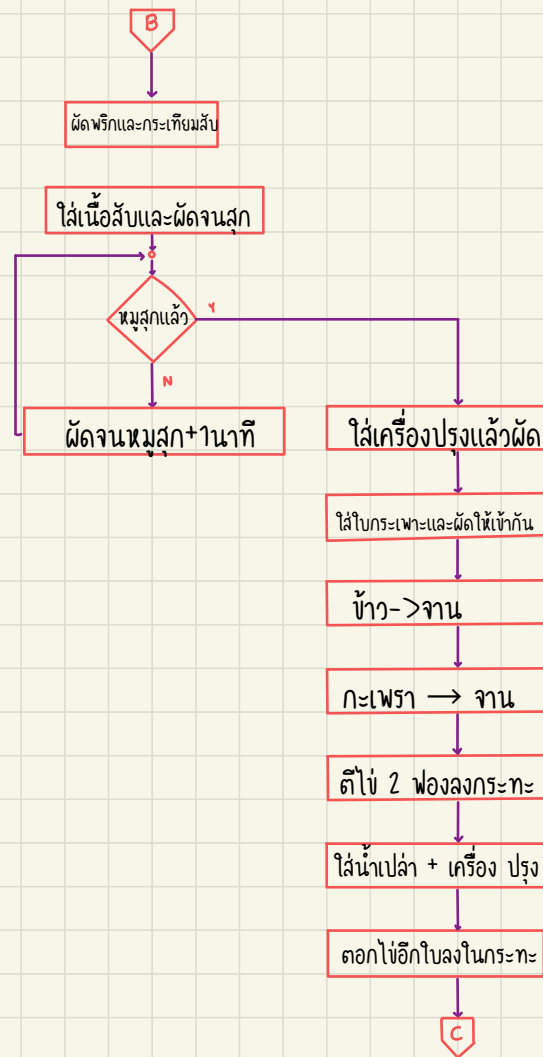 B
ผัดพริกและกระเทียมสับ
ใส่เนื้อสับและผัดจนสุก
หมูสุกแล้ว
Y
N
ผัดจนหมูสุก+1นาที
ใส่เครื่องปรุงแล้วผัด
ใส่ใบกระเพาะและผัดให้เข้ากัน
ข้าว->จาน
กะเพรา → จาน
ตีไข่ 2 ฟองลงกระทะ
ใส่น้ำเปล่า + เครื่อง ปรุง
ตอกไข่อีกใบลงในกระทะ
C